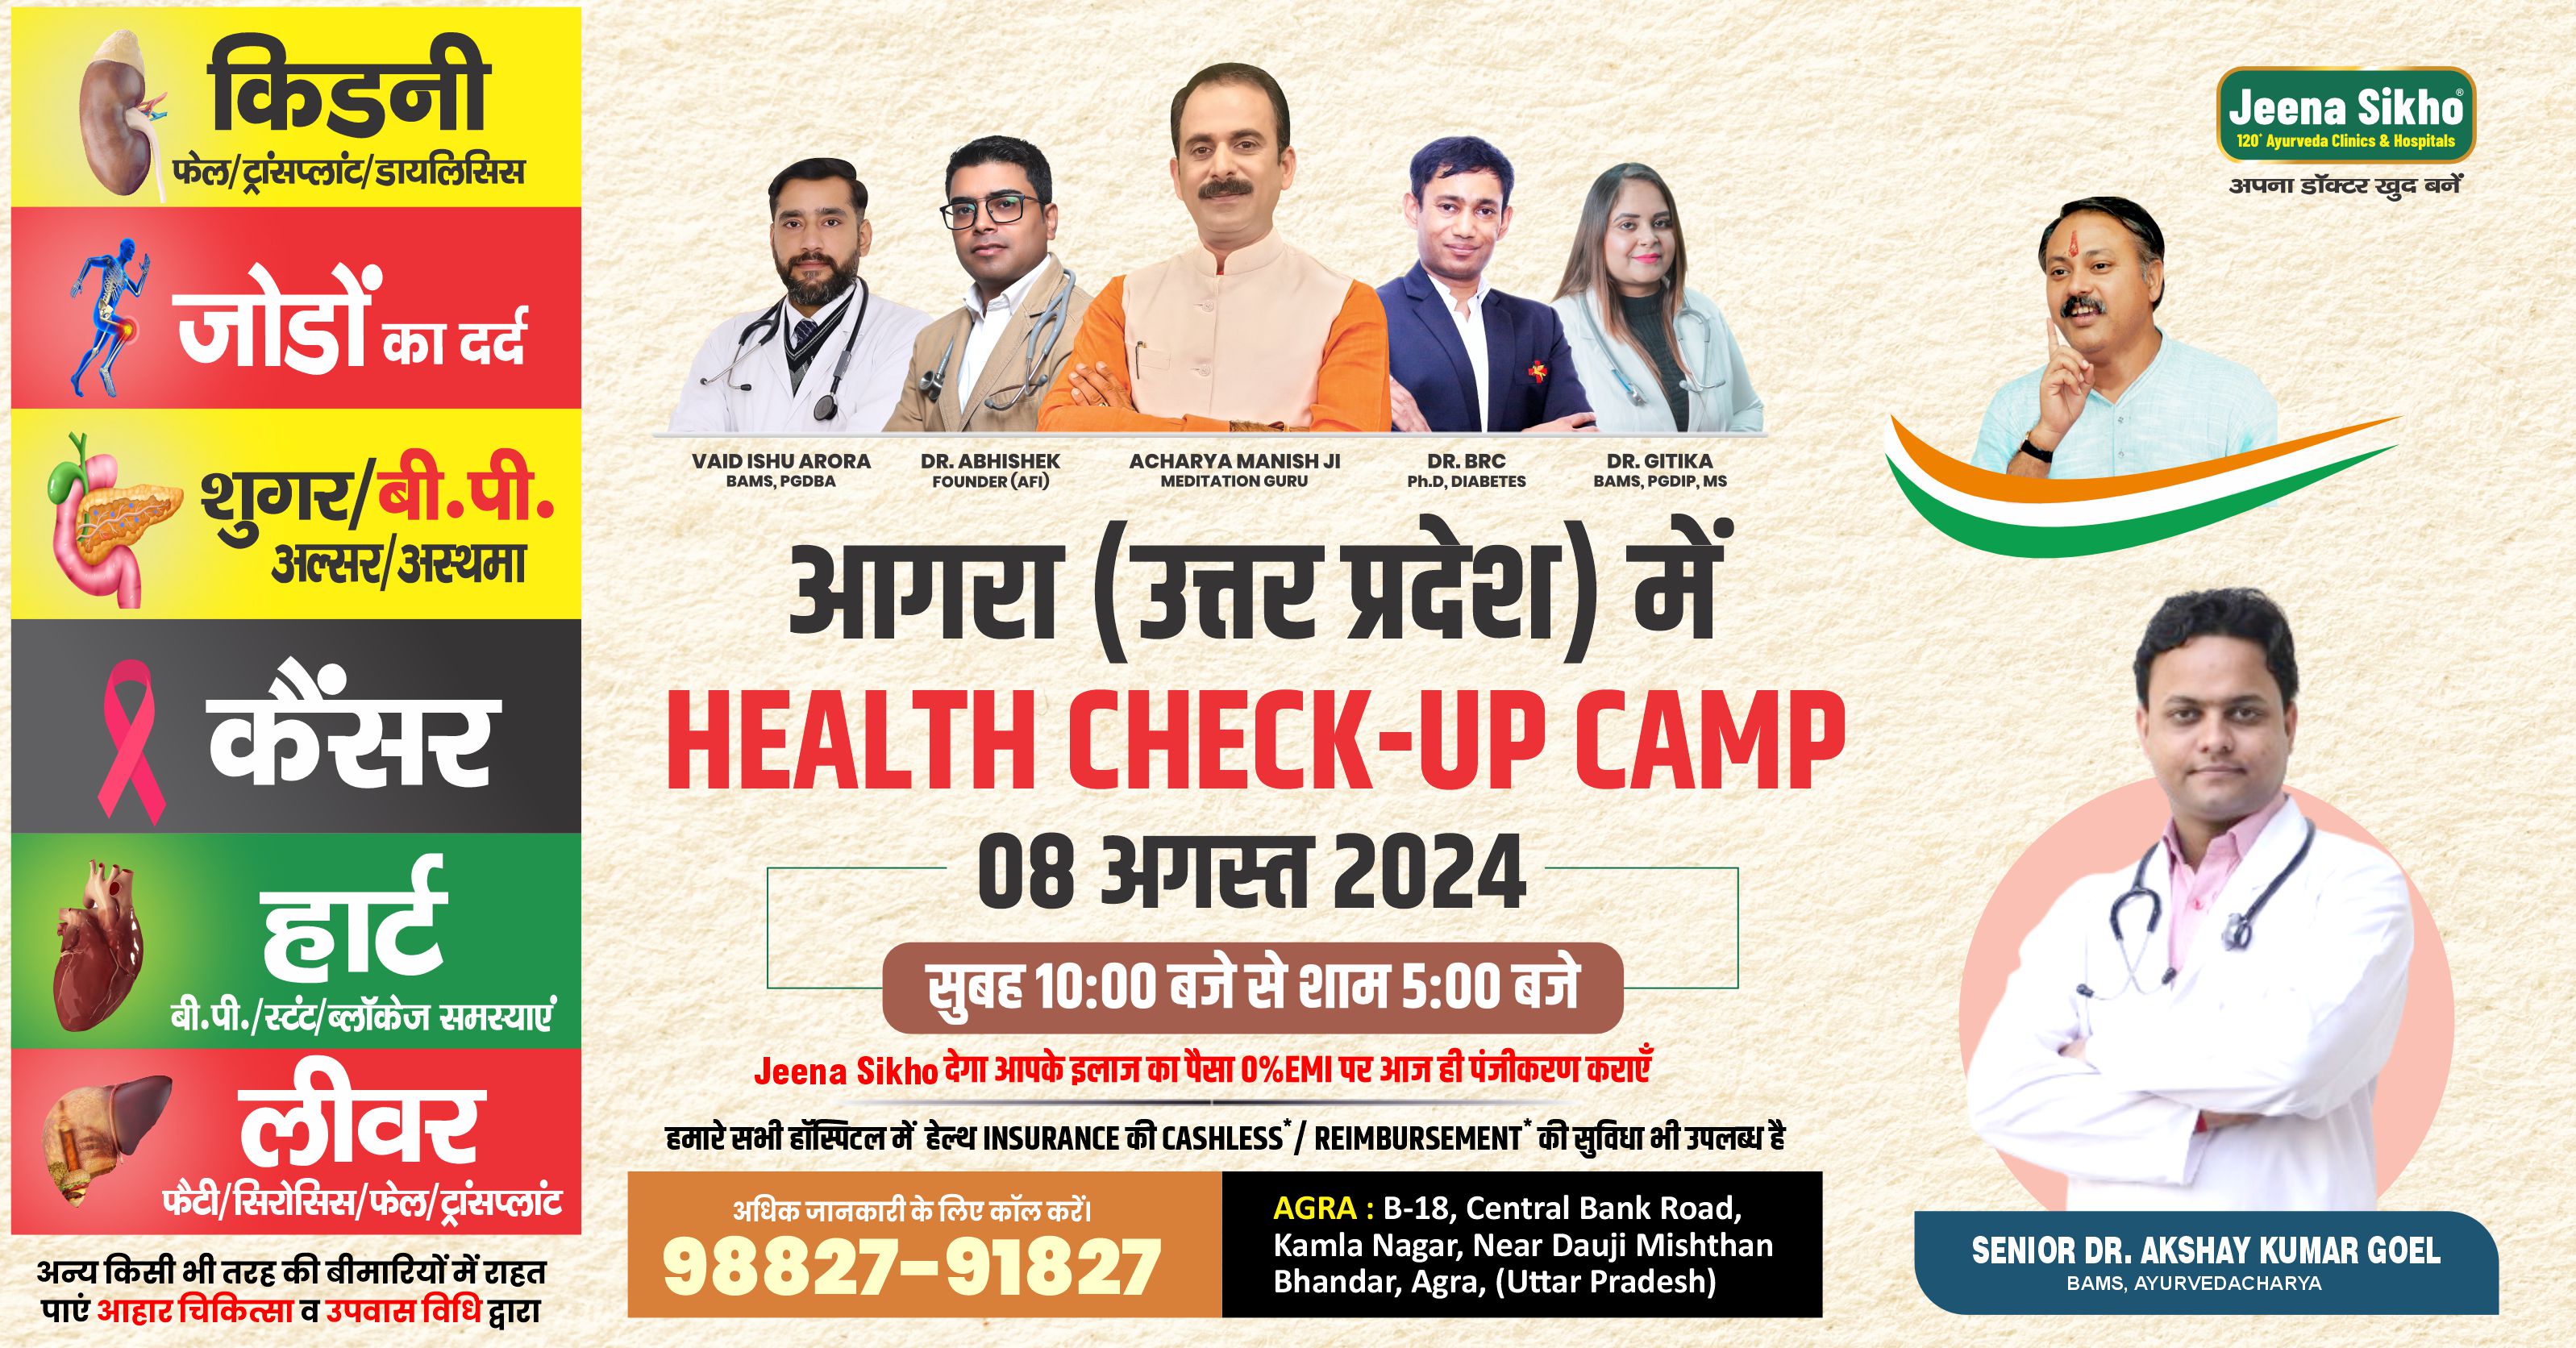 किडनी
फेल/ट्रांसप्लांट/डायलिसिस
जोडों का दर्द
शुगर/बी.पी.
अल्सर/अस्थमा
कैंसर
हार्ट
बी.पी./स्टंट/ब्लॉकेज समस्याएं
लीवर
फैटी/सिरोसिस/फेल/ट्रांसप्लांट
अन्य किसी भी तरह की बीमारियों में राहत
पाएं आहार चिकित्सा व उपवास विधि द्वारा
VAID ISHU ARORA
BAMS, PGDBA
DR. ABHISHEK
FOUNDER (AFI)
ACHARYA MANISH JI
MEDITATION GURU
DR. BRC
Ph.D, DIABETES
DR. GITIKA
BAMS, PGDIP, MS
आगरा (उत्तर प्रदेश) में
HEALTH CHECK-UP CAMP
08 अगस्त 2024
सुबह 10:00 बजे से शाम 5:00 बजे
Jeena Sikho देगा आपके इलाज का पैसा 0%EMI पर आज ही पंजीकरण कराएँ
हमारे सभी हॉस्पिटल में हेल्थ INSURANCE की CASHLESS*/ REIMBURSEMENT* की सुविधा भी उपलब्ध है
अधिक जानकारी के लिए कॉल करें।
98827-91827
AGRA : B-18, Central Bank Road,
Kamla Nagar, Near Dauji Mishthan
Bhandar, Agra, (Uttar Pradesh)
Jeena Sikho®
120+ Ayurveda Clinics & Hospitals
अपना डॉक्टर खुद बनें
SENIOR DR. AKSHAY KUMAR GOEL
BAMS, AYURVEDACHARYA